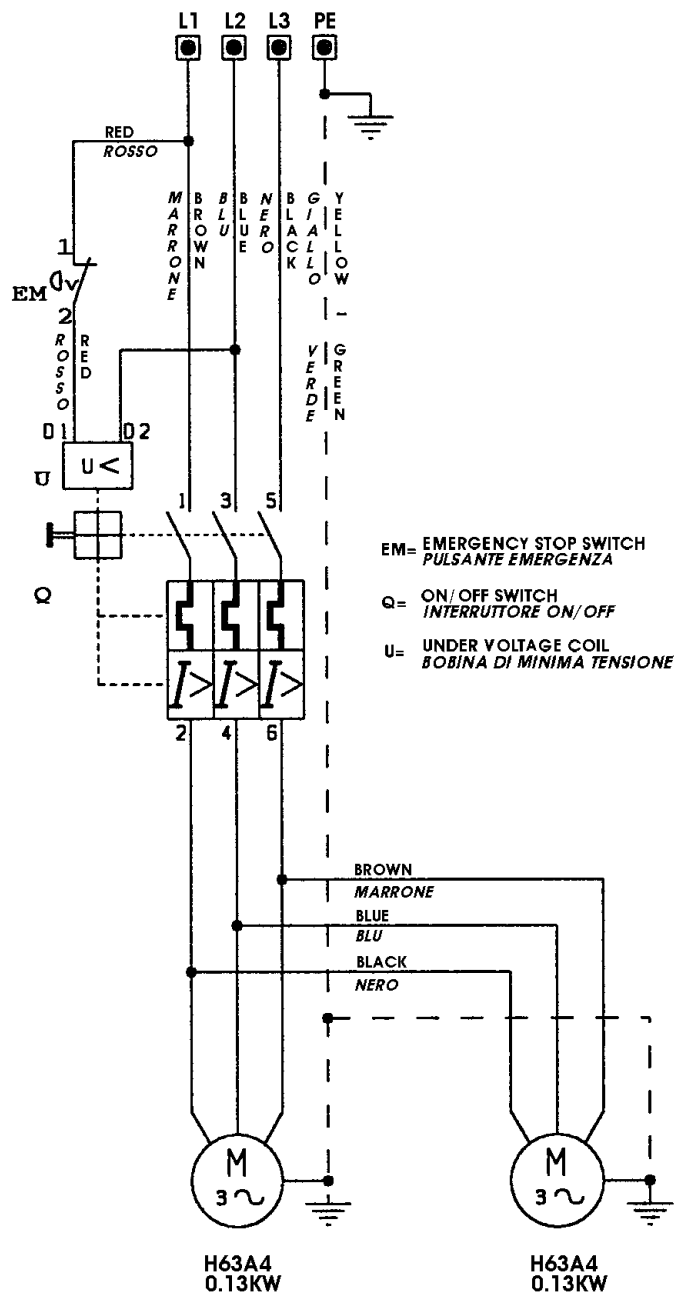 L1 L2 L3 PE
RED
ROSSO
MARRONE
BROWN
BLU
BLUE
NERO
BLACK
GIALLO
YELLOW
VERDE
GREEN
1
EM
2
ROSSO
RED
D1 D2
U
U<
1 3 5
Q
EM= EMERGENCY STOP SWITCH
PULSANTE EMERGENZA
Q= ON/OFF SWITCH
INTERRUTTORE ON/OFF
U= UNDER VOLTAGE COIL
BOBINA DI MINIMA TENSIONE
I> I> I>
2 4 6
BROWN
MARRONE
BLUE
BLU
BLACK
NERO
M
3~
M
3~
H63A4
0.13KW
H63A4
0.13KW